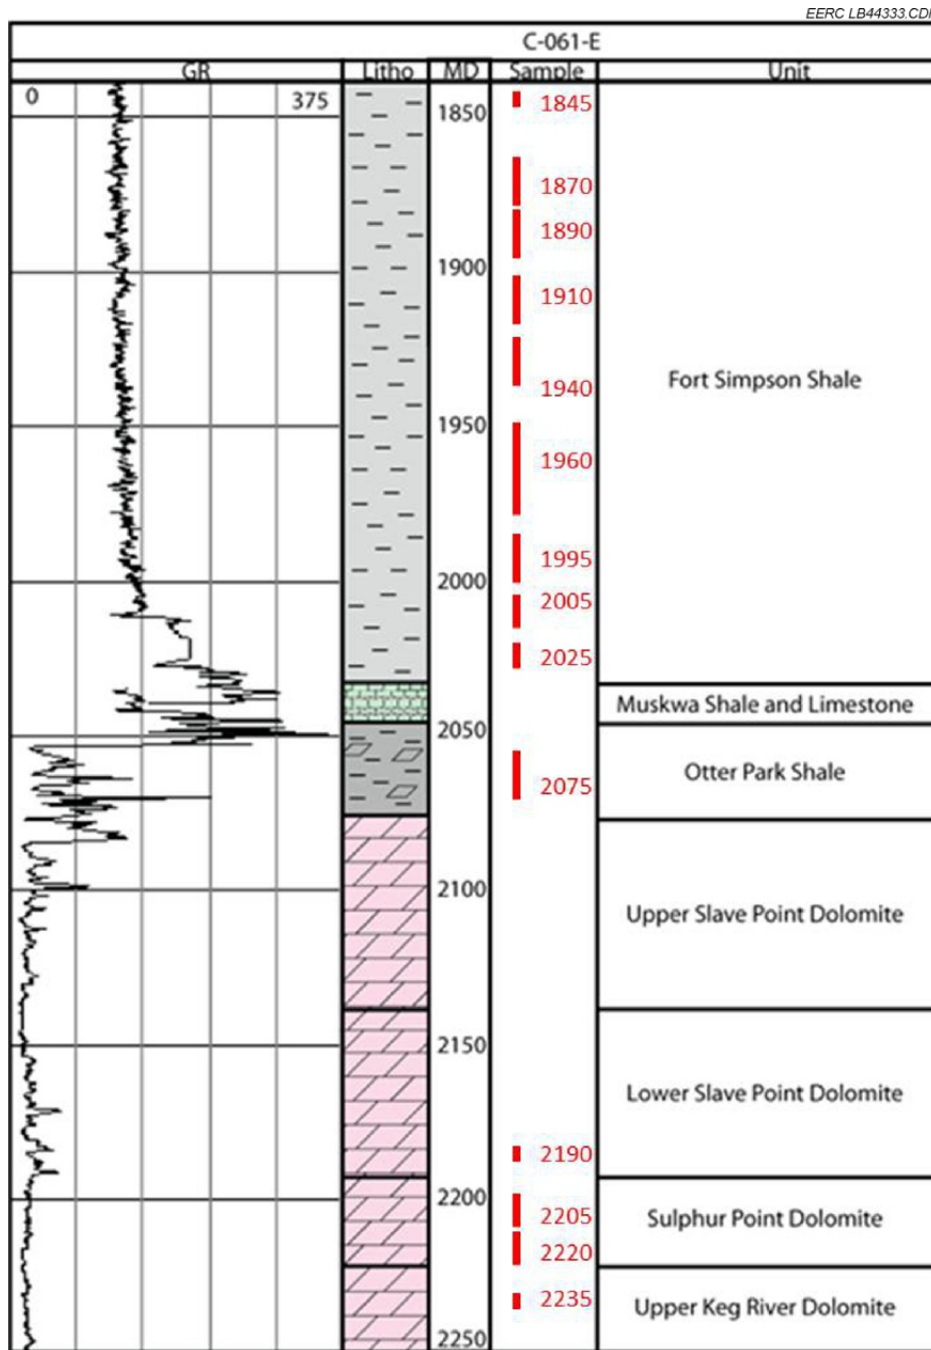 EERC LB44333.CD
C-061-E
GR Litho MD Sample Unit
0 375
1845
1850
1870
1890
1900
1910
Fort Simpson Shale
1940
1950
1960
1995
2000
2005
2025
Muskwa Shale and Limestone
2050
Otter Park Shale
2075
2100
Upper Slave Point Dolomite
2150
Lower Slave Point Dolomite
2190
2200
2205
Sulphur Point Dolomite
2220
2235
Upper Keg River Dolomite
2250